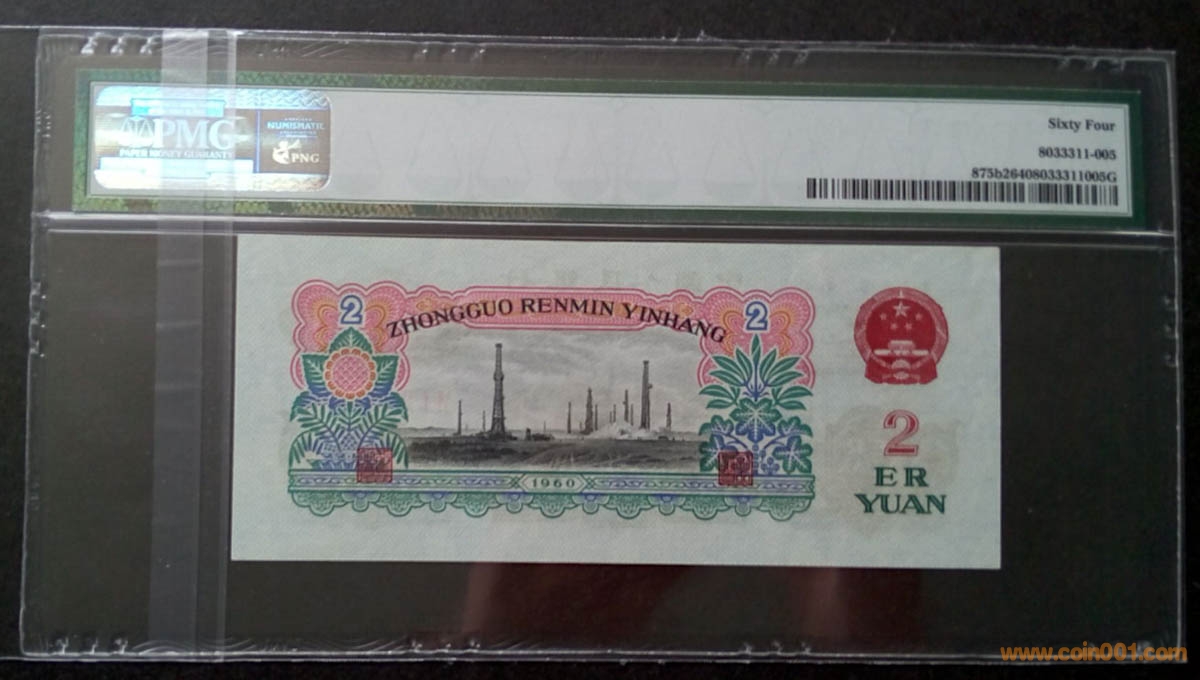 PMG
PAPER MONEY GUARANTY
NUMISMATIC
PNG
Sixty Four
8033311-005
875b26408033311005G
2
ZHONGGUO RENMIN YINHANG
2
1960
2
ER
YUAN
www.coin001.com